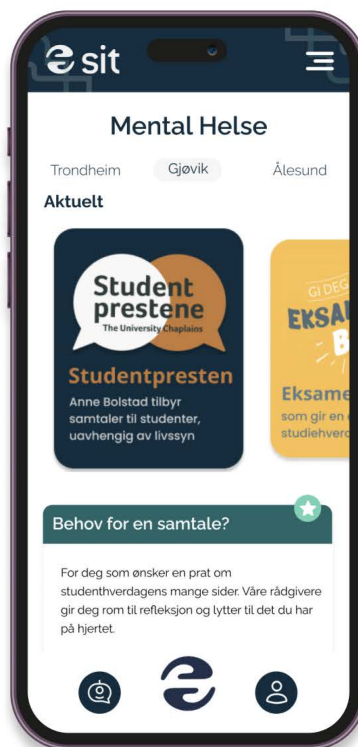 sit
Mental Helse
Trondheim Gjøvik Ålesund
Aktuelt
Student
prestene
The University Chaplains
Studentpresten
Anne Bolstad tilbyr
samtaler til studenter,
uavhengig av livssyn
GI DEG
Behov for en samtale?
For deg som ønsker en prat om
studenthverdagens mange sider. Våre rådgivere
gir deg rom til refleksjon og lytter til det du har
på hjertet.